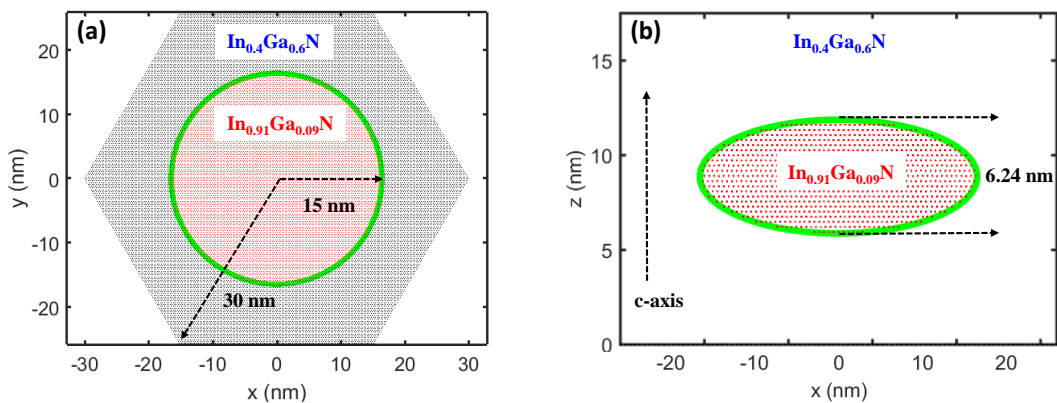 (a)
In0.4Ga0.6N
In0.91Ga0.09N
15 nm
30 nm
y (nm)
20
10
0
-10
-20
-30
-20
-10
0
10
20
30
x (nm)
(b)
In0.4Ga0.6N
In0.91Ga0.09N
6.24 nm
c-axis
z (nm)
15
10
5
0
-20
-10
0
10
20
x (nm)